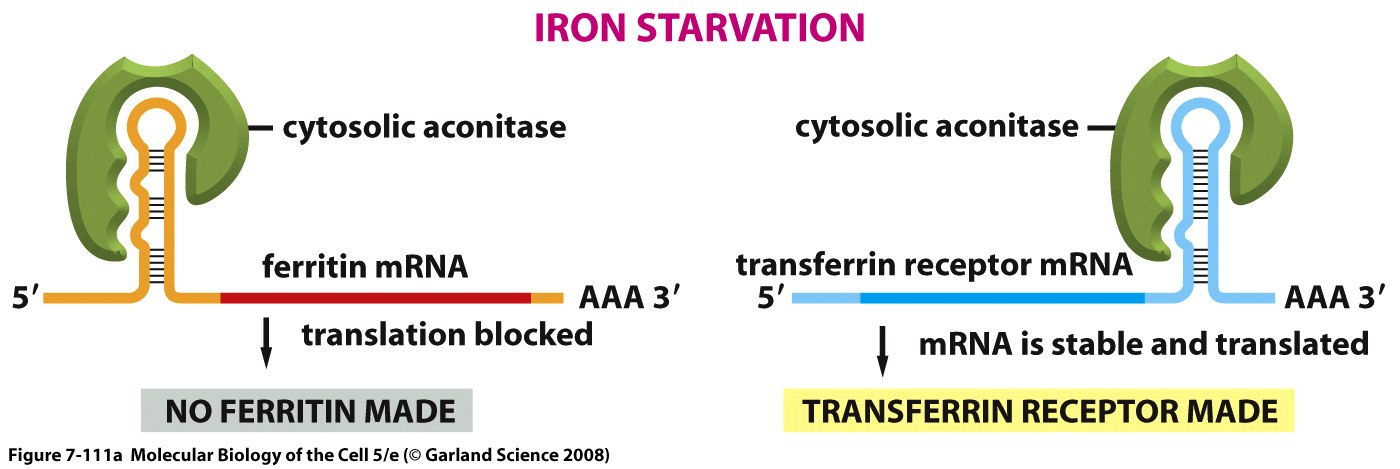 IRON STARVATION
cytosolic aconitase
cytosolic aconitase
ferritin mRNA
transferrin receptor mRNA
5′ AAA 3′
5′ AAA 3′
translation blocked
mRNA is stable and translated
NO FERRITIN MADE
TRANSFERRIN RECEPTOR MADE
Figure 7-111a Molecular Biology of the Cell 5/e (© Garland Science 2008)